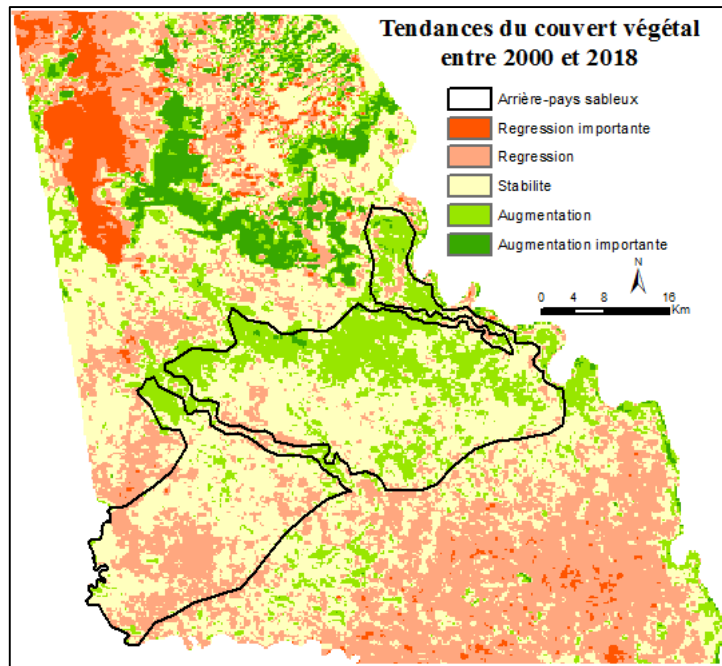 Tendances du couvert végétal
entre 2000 et 2018
Arrière-pays sableux
Regression importante
Regression
Stabilite
Augmentation
Augmentation importante
N
0 4 8 16
Km